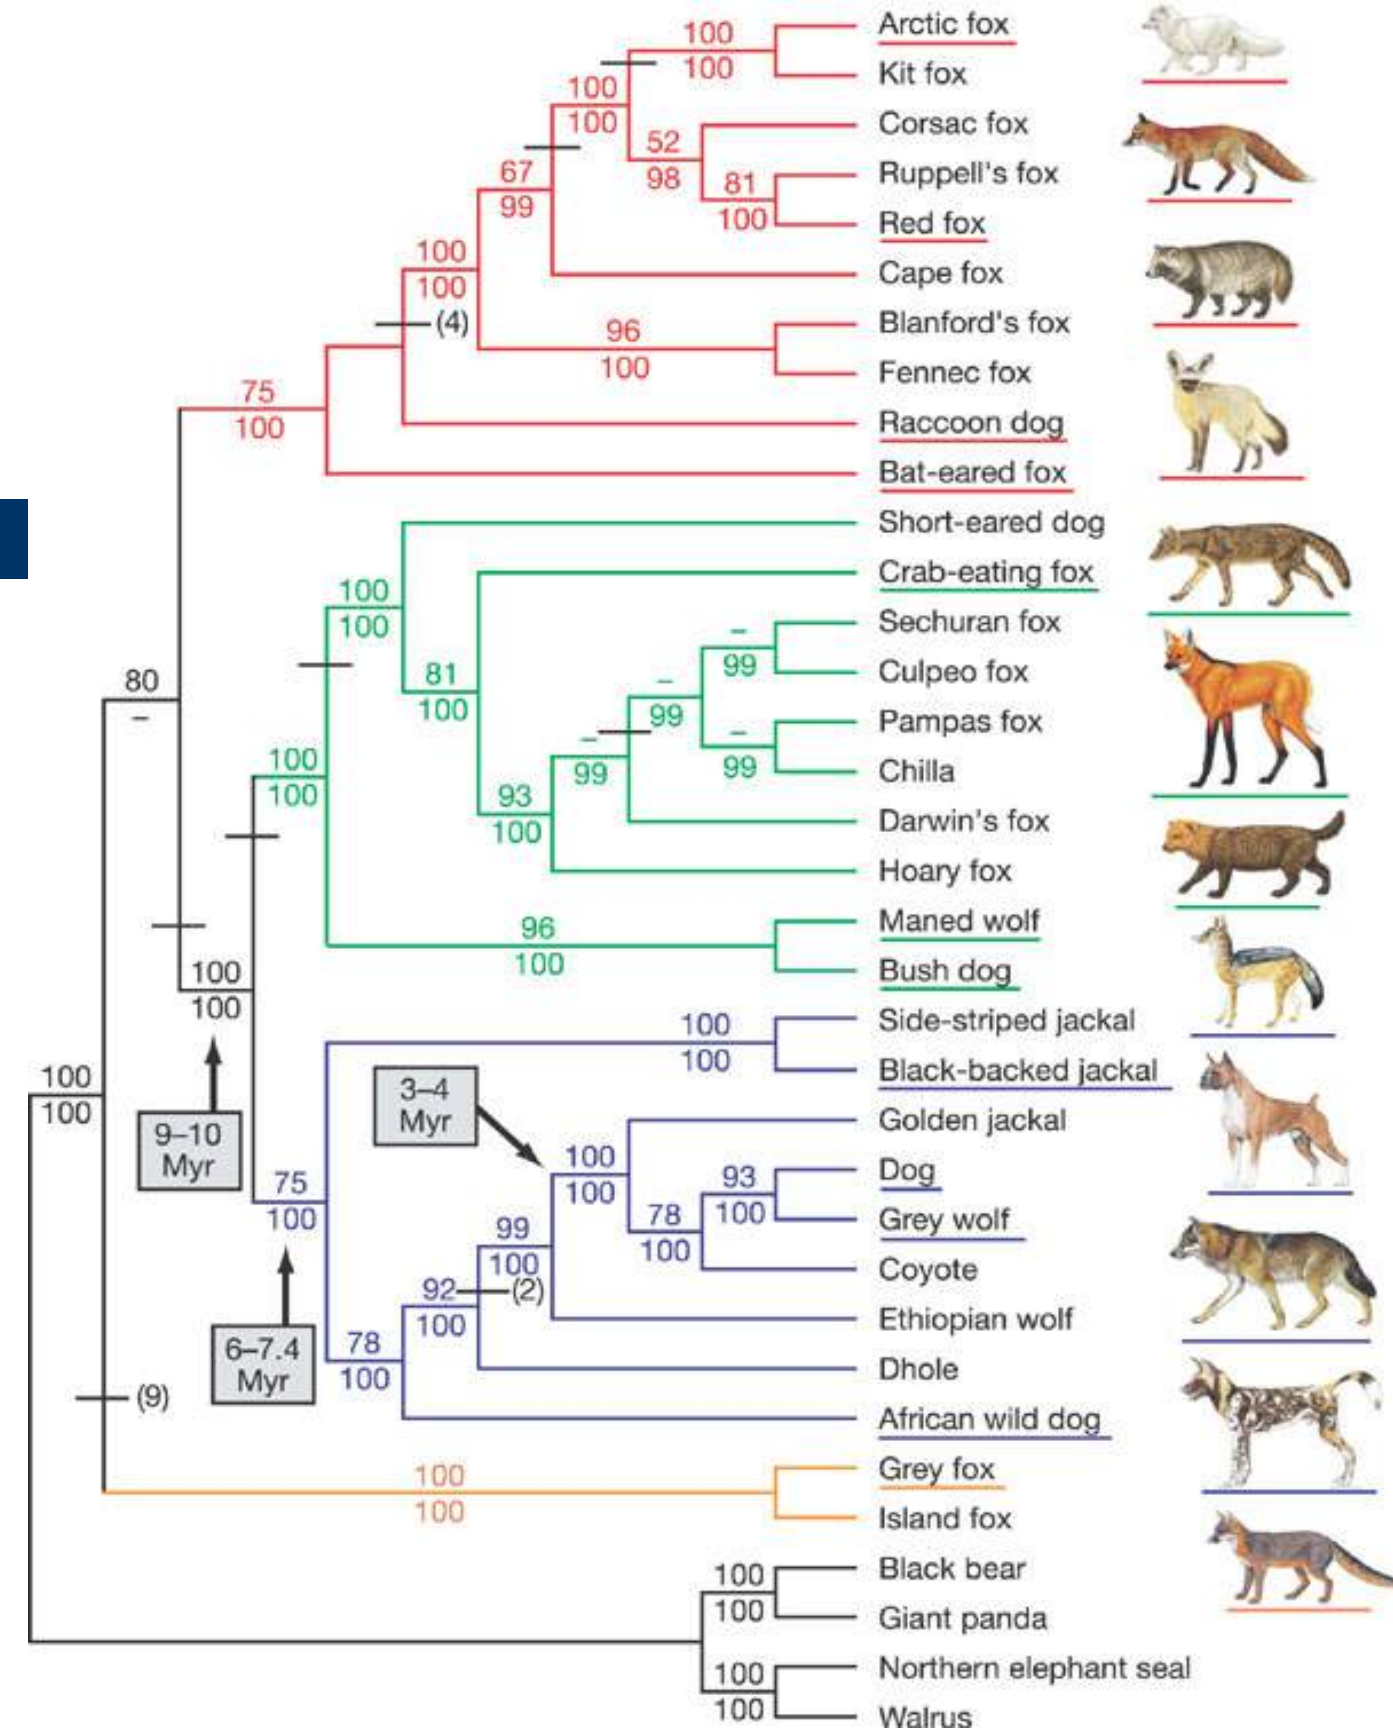 Arctic fox
100
100
Kit fox
100
100
Corsac fox
52
98
Ruppell's fox
81
100
Red fox
67
99
Cape fox
100
100
(4)
Blanford's fox
96
100
Fennec fox
75
100
Raccoon dog
Bat-eared fox
Short-eared dog
Crab-eating fox
100
100
Sechuran fox
–
99
Culpeo fox
81
100
–
99
80
–
Pampas fox
–
99
Chilla
–
99
100
100
93
100
Darwin's fox
Hoary fox
Maned wolf
96
100
Bush dog
100
100
Side-striped jackal
100
100
Black-backed jackal
3–4
Myr
100
100
9–10
Myr
Golden jackal
100
100
Dog
93
100
75
100
Grey wolf
78
100
99
100
Coyote
92
100
(2)
Ethiopian wolf
6–7.4
Myr
78
100
Dhole
(9)
African wild dog
Grey fox
100
100
Island fox
Black bear
100
100
Giant panda
Northern elephant seal
100
100
Walrus